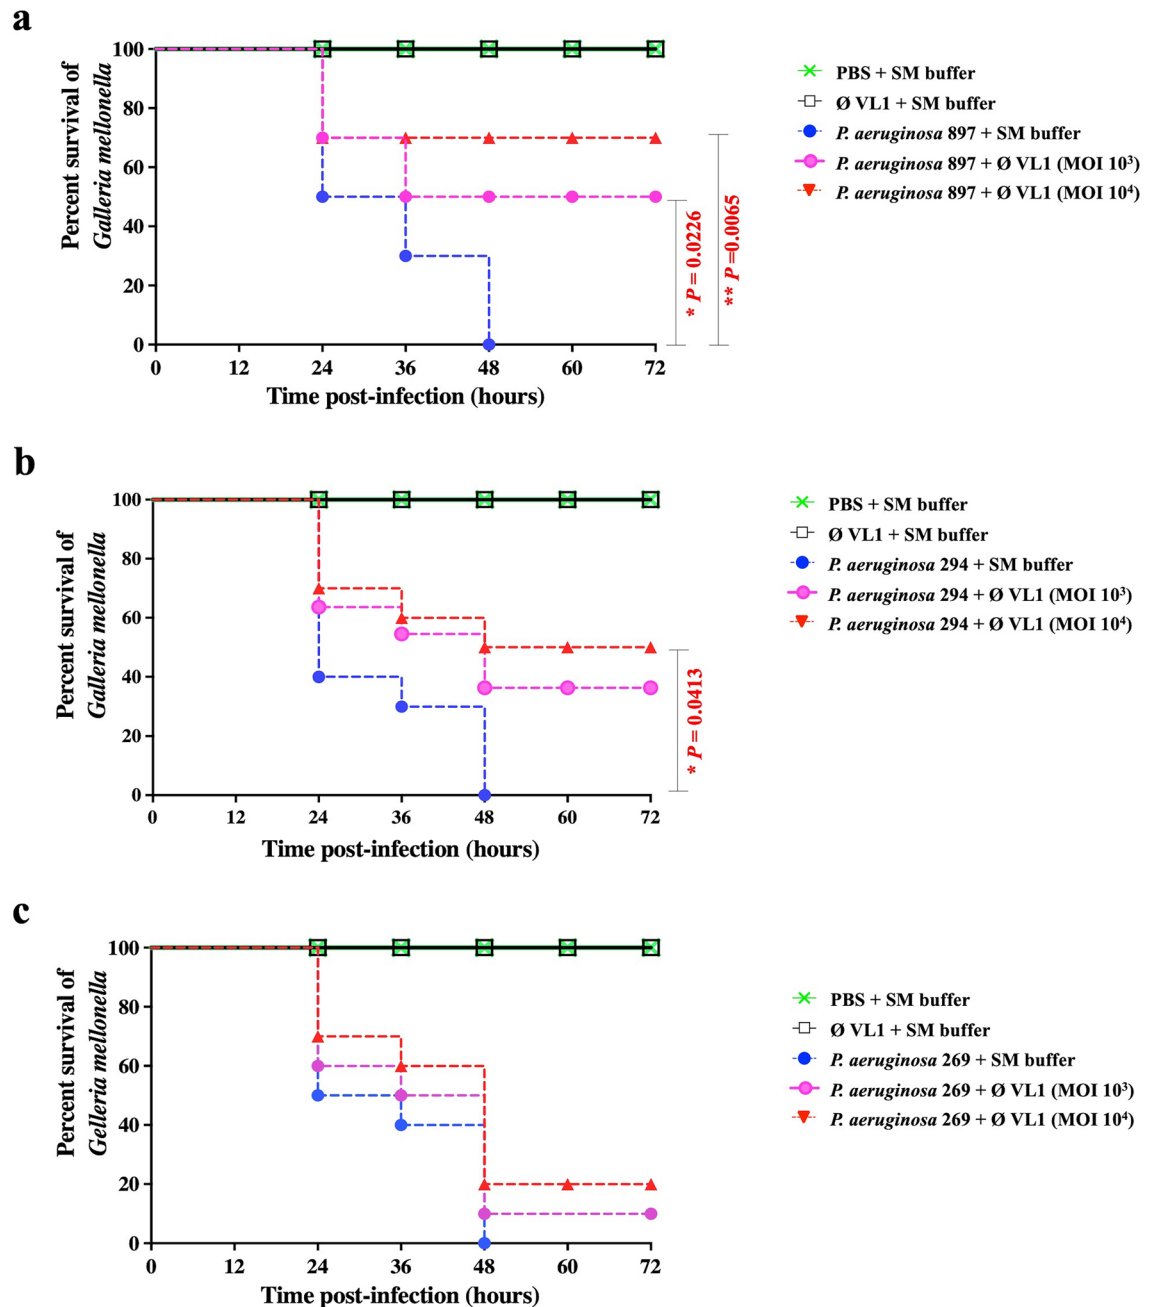 a
Percent survival of
Galleria mellonella
100
80
60
40
20
0
0 12 24 36 48 60 72
Time post-infection (hours)
* P = 0.0226
** P =0.0065
PBS + SM buffer
Ø VL1 + SM buffer
P. aeruginosa 897 + SM buffer
P. aeruginosa 897 + Ø VL1 (MOI 10³)
P. aeruginosa 897 + Ø VL1 (MOI 10⁴)
b
Percent survival of
Galleria mellonella
100
80
60
40
20
0
0 12 24 36 48 60 72
Time post-infection (hours)
* P = 0.0413
PBS + SM buffer
Ø VL1 + SM buffer
P. aeruginosa 294 + SM buffer
P. aeruginosa 294 + Ø VL1 (MOI 10³)
P. aeruginosa 294 + Ø VL1 (MOI 10⁴)
c
Percent survival of
Gelleria mellonella
100
80
60
40
20
0
0 12 24 36 48 60 72
Time post-infection (hours)
PBS + SM buffer
Ø VL1 + SM buffer
P. aeruginosa 269 + SM buffer
P. aeruginosa 269 + Ø VL1 (MOI 10³)
P. aeruginosa 269 + Ø VL1 (MOI 10⁴)